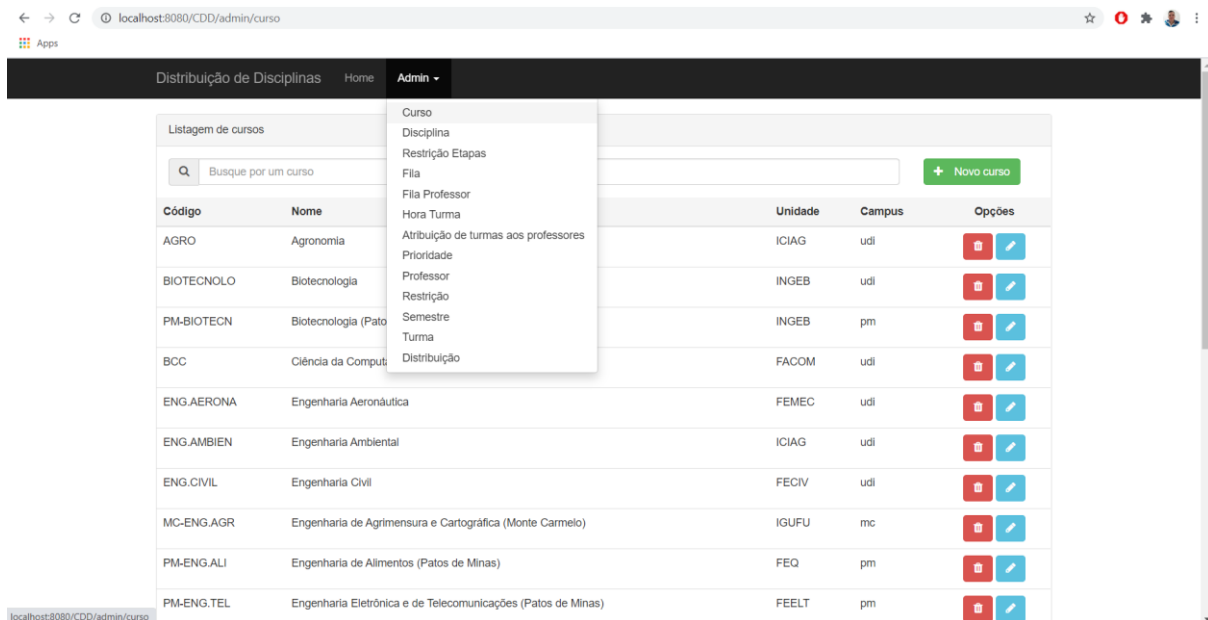 localhost:8080/CDD/admin/curso
Apps
Distribuição de Disciplinas Home Admin
Curso
Disciplina
Restrição Etapas
Fila
Fila Professor
Hora Turma
Atribuição de turmas aos professores
Prioridade
Professor
Restrição
Semestre
Turma
Distribuição
Listagem de cursos
Busque por um curso + Novo curso
Código Nome Unidade Campus Opções
AGRO Agronomia ICIAG udi
BIOTECNOLO Biotecnologia INGEB udi
PM-BIOTECN Biotecnologia (Pato INGEB pm
BCC Ciência da Computa FACOM udi
ENG.AERONA Engenharia Aeronáutica FEMEC udi
ENG.AMBIEN Engenharia Ambiental ICIAG udi
ENG.CIVIL Engenharia Civil FECIV udi
MC-ENG.AGR Engenharia de Agrimensura e Cartográfica (Monte Carmelo) IGUFU mc
PM-ENG.ALI Engenharia de Alimentos (Patos de Minas) FEQ pm
PM-ENG.TEL Engenharia Eletrônica e de Telecomunicações (Patos de Minas) FEELT pm
localhost:8080/CDD/admin/curso